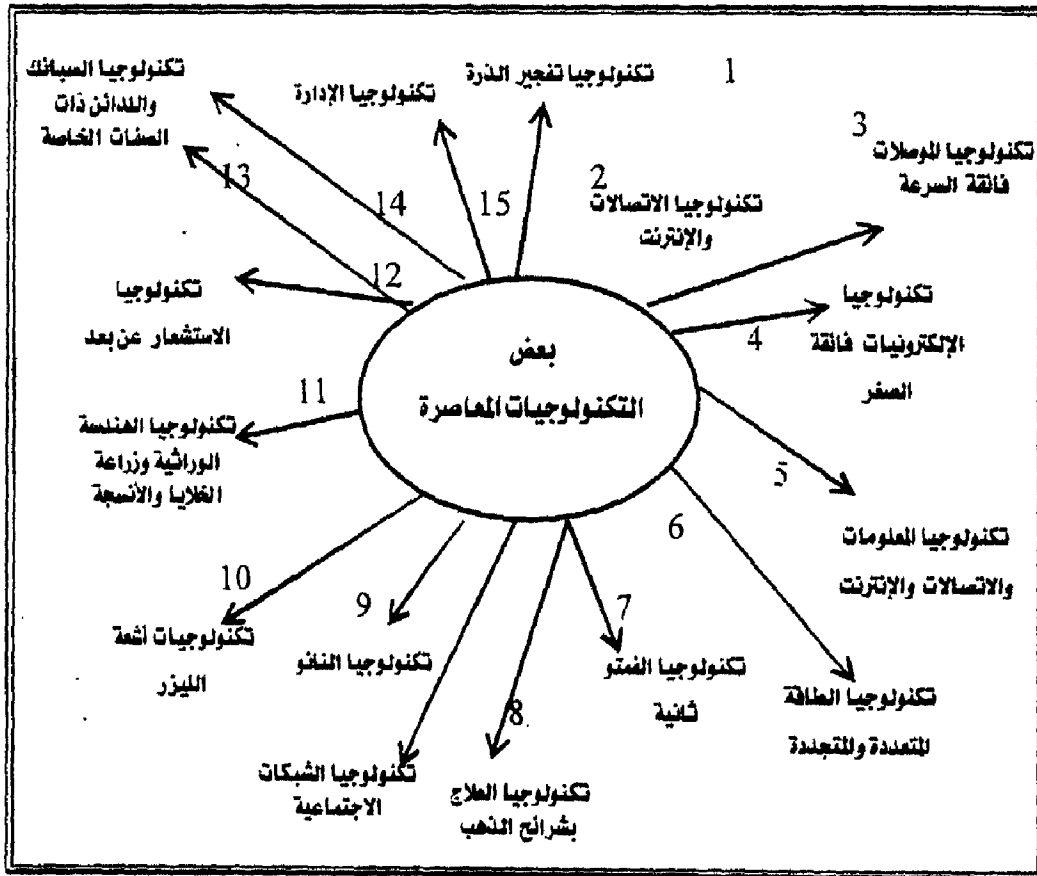 بعض
التكنولوجيات المعاصرة
1
تكنولوجيا تفجير الذرة
2
تكنولوجيا الاتصالات
والإنترنت
3
تكنولوجيا الموصلات
فائقة السرعة
4
تكنولوجيا
الإلكترونيات فائقة
الصغر
5
تكنولوجيا المعلومات
والاتصالات والإنترنت
6
تكنولوجيا الطاقة
المتعددة والمتجددة
7
تكنولوجيا الفمتو
ثانية
8
تكنولوجيا العلاج
بشرائح الذهب
تكنولوجيا الشبكات
الاجتماعية
9
تكنولوجيا النانو
10
تكنولوجيات أشعة
الليزر
11
تكنولوجيا الهندسة
الوراثية وزراعة
الخلايا والأنسجة
12
تكنولوجيا
الاستشعار عن بعد
13
14
تكنولوجيا السبائك
واللدائن ذات
الصفات الخاصة
15
تكنولوجيا الإدارة